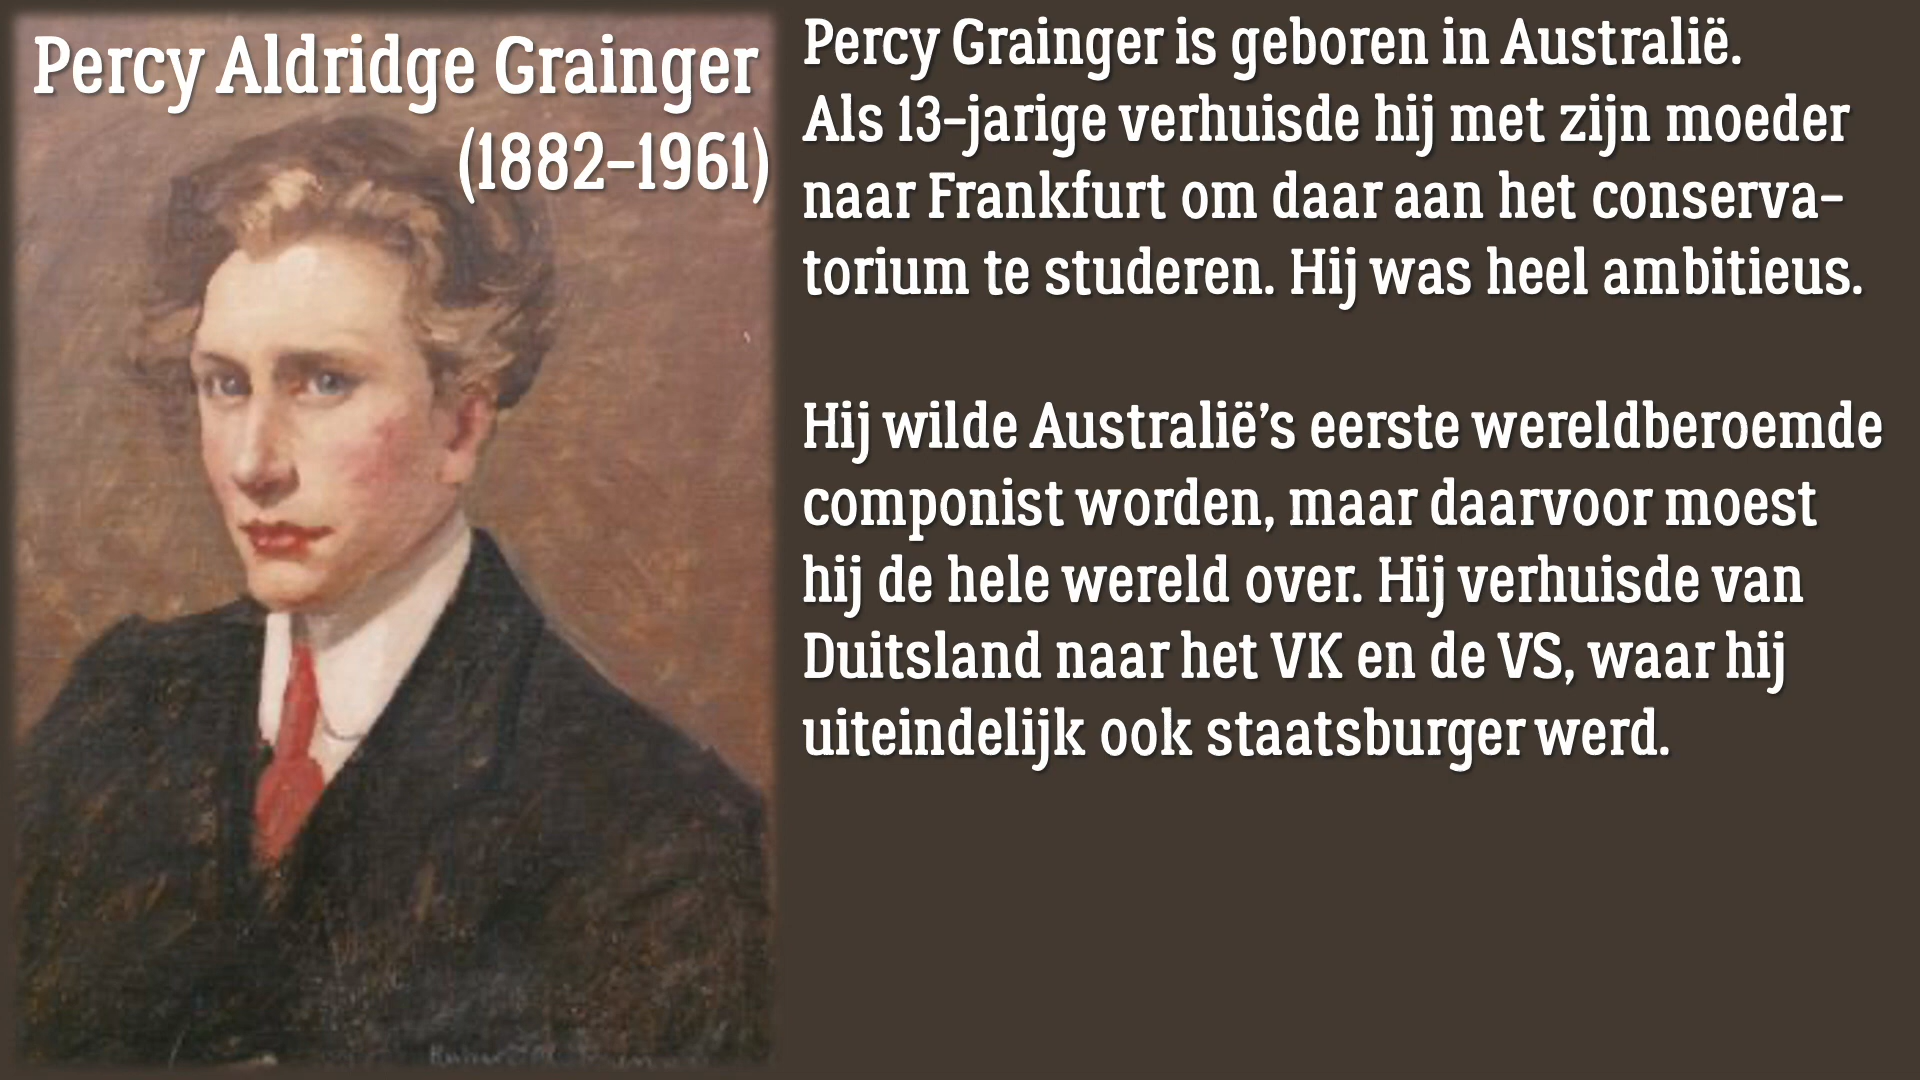 Percy Aldridge Grainger
(1882-1961)
Percy Grainger is geboren in Australië.
Als 13-jarige verhuisde hij met zijn moeder
naar Frankfurt om daar aan het conserva-
torium te studeren. Hij was heel ambitieus.
Hij wilde Australië's eerste wereldberoemde
componist worden, maar daarvoor moest
hij de hele wereld over. Hij verhuisde van
Duitsland naar het VK en de VS, waar hij
uiteindelijk ook staatsburger werd.